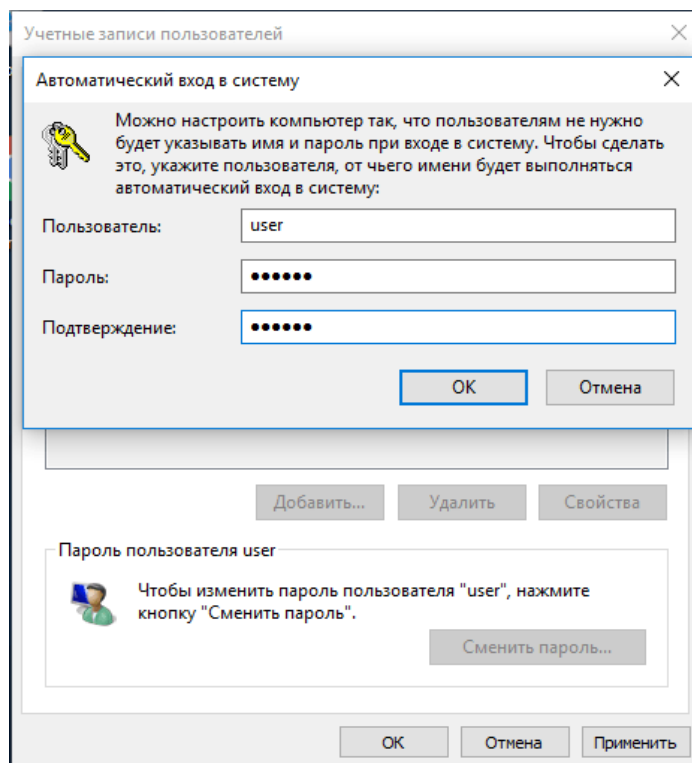 Учетные записи пользователей
Автоматический вход в систему
Можно настроить компьютер так, что пользователям не нужно
будет указывать имя и пароль при входе в систему. Чтобы сделать
это, укажите пользователя, от чьего имени будет выполняться
автоматический вход в систему:
Пользователь: user
Пароль: ●●●●●●
Подтверждение: ●●●●●●
ОК Отмена
Добавить... Удалить Свойства
Пароль пользователя user
Чтобы изменить пароль пользователя "user", нажмите
кнопку "Сменить пароль".
Сменить пароль...
ОК Отмена Применить